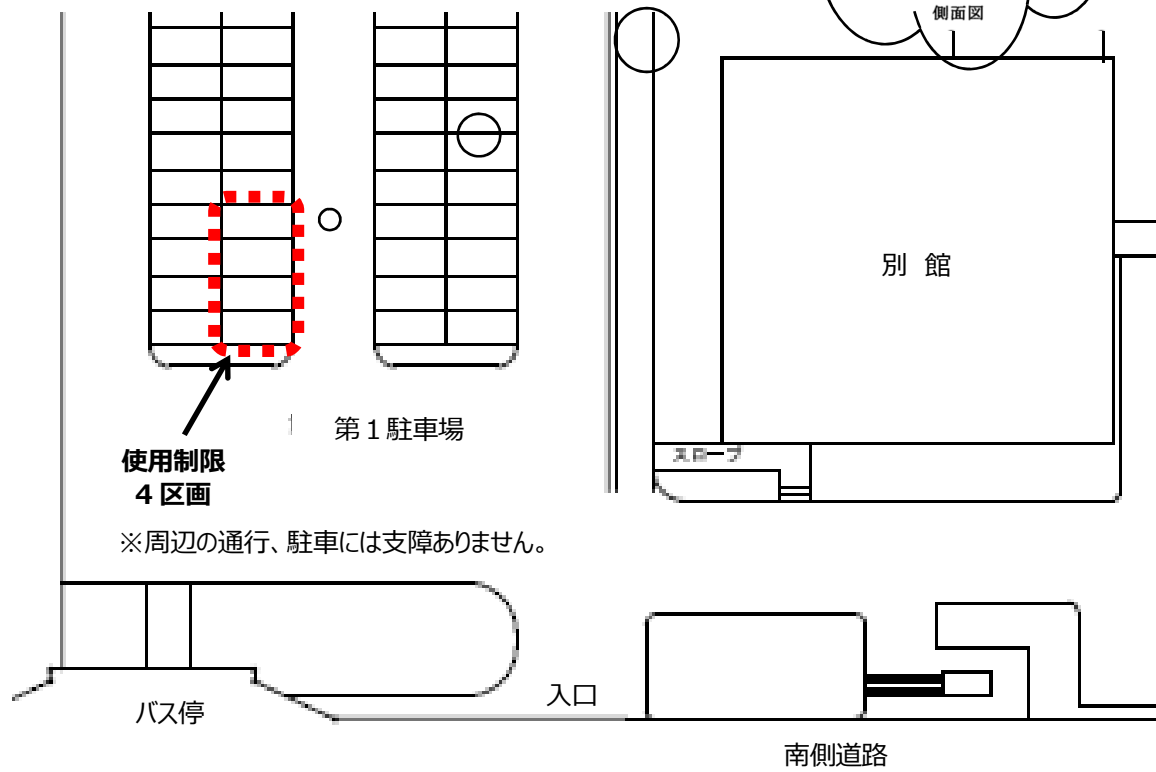 側面図
別 館
第1駐車場
使用制限
4区画
スロープ
※周辺の通行、駐車には支障ありません。
入口
バス停
南側道路